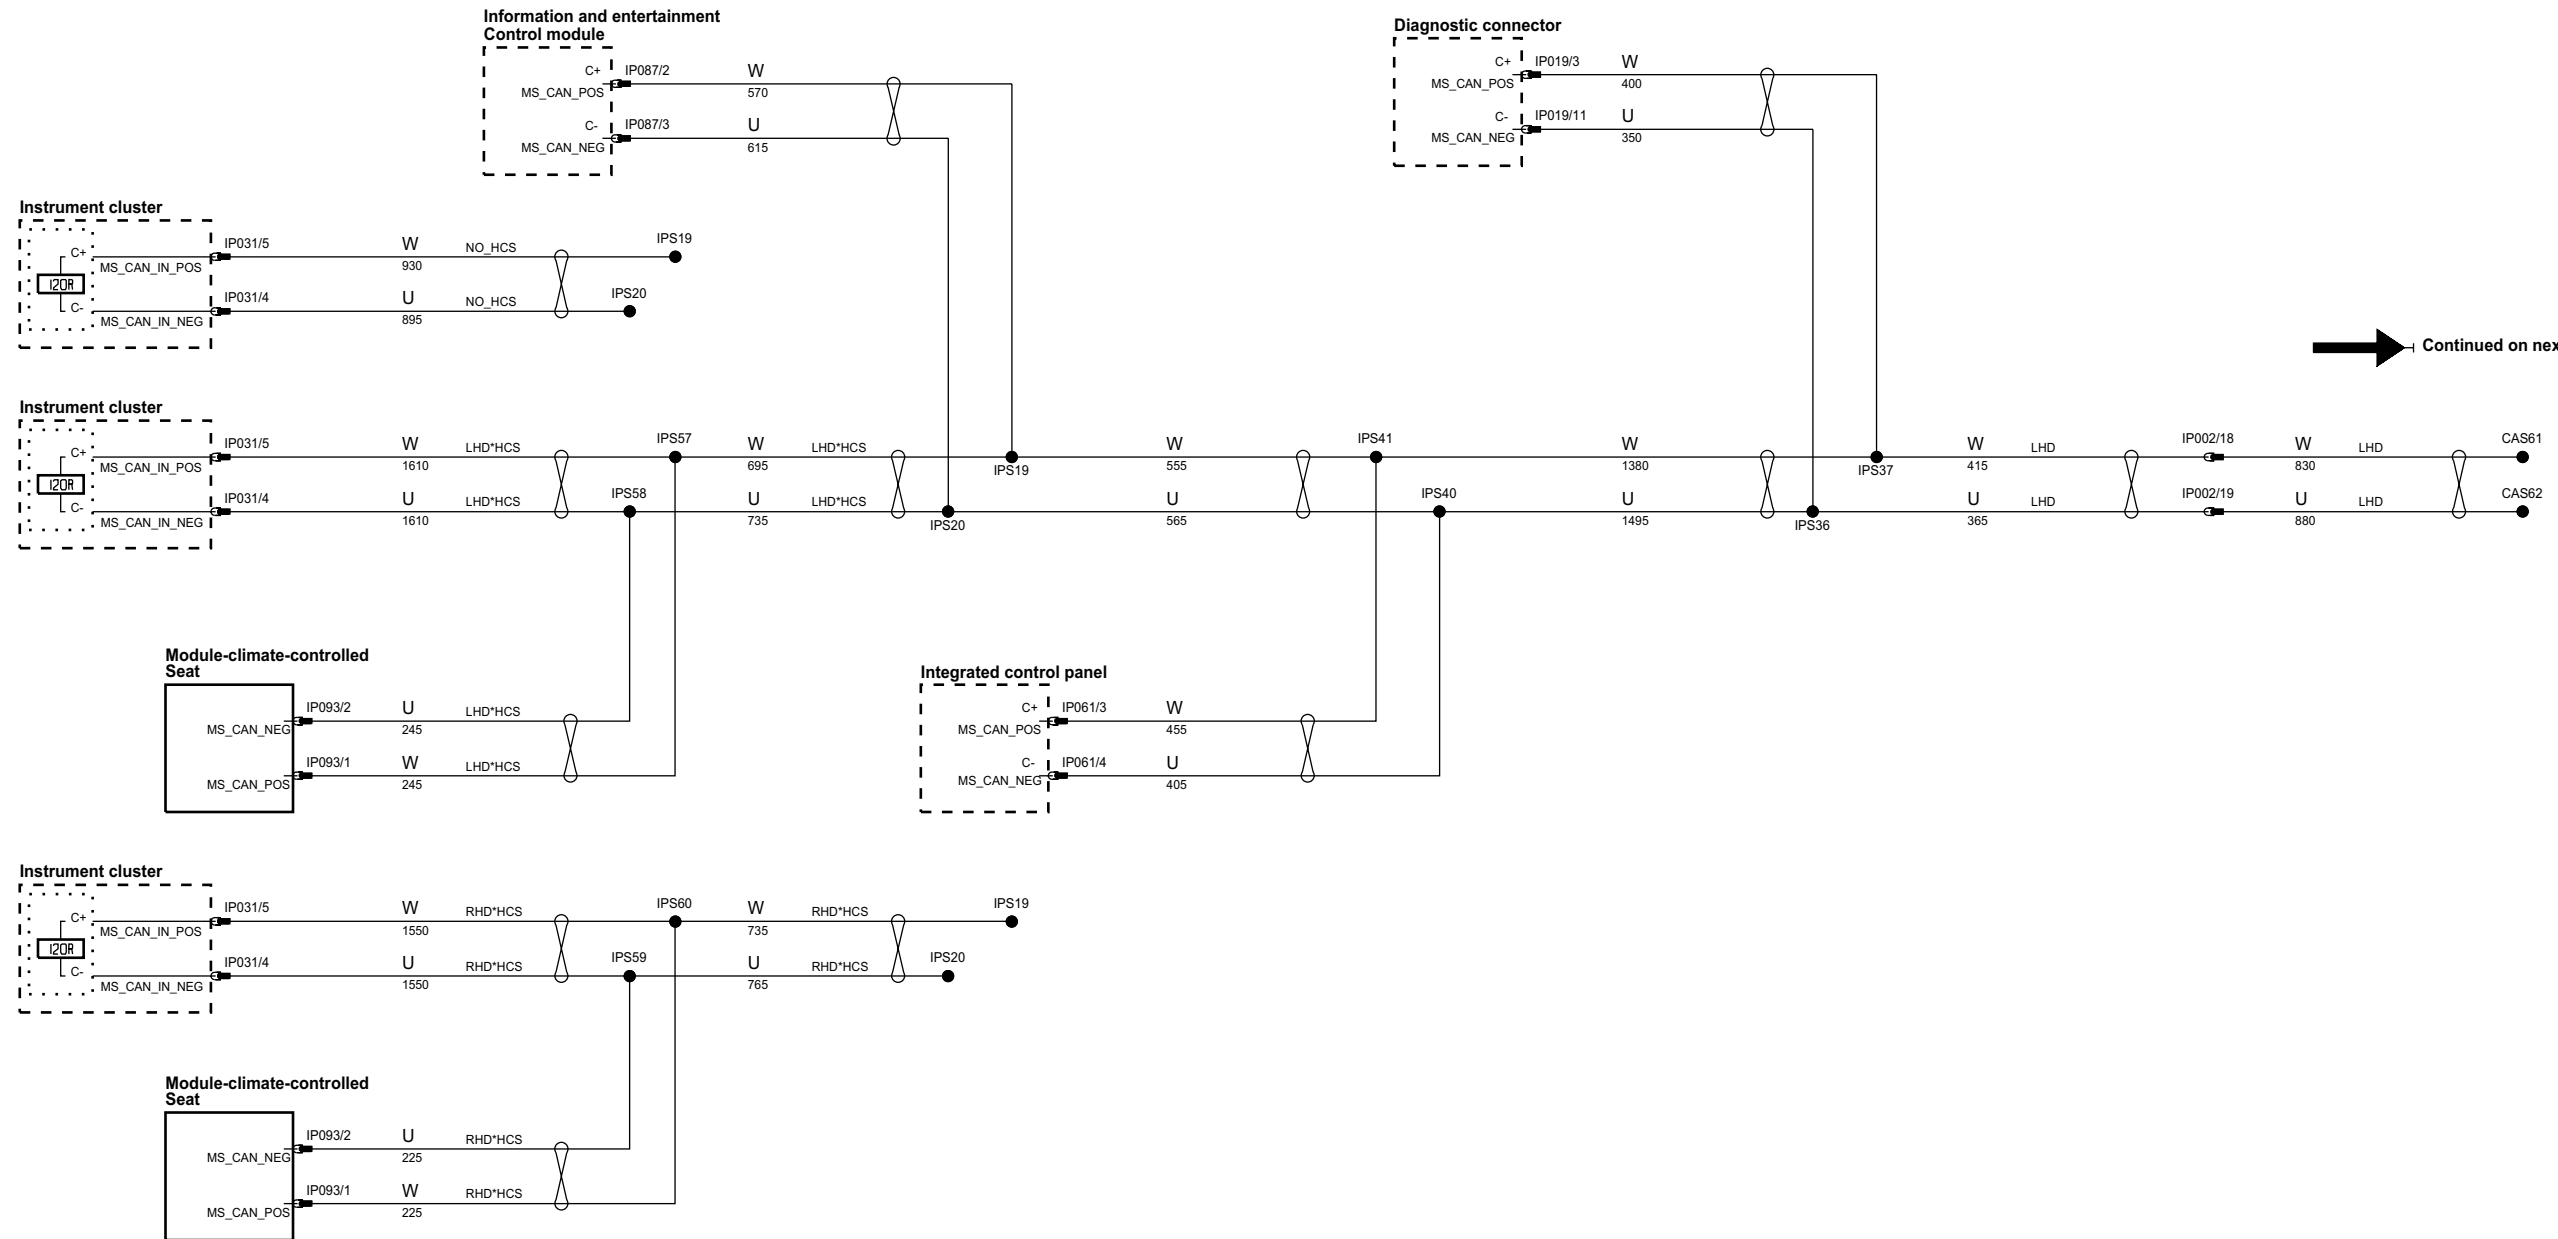 Information and entertainment
Control module
C+
IP087/2
W
MS_CAN_POS
570
C-
IP087/3
U
MS_CAN_NEG
615
Diagnostic connector
C+
IP019/3
W
MS_CAN_POS
400
C-
IP019/11
U
MS_CAN_NEG
350
Instrument cluster
C+
IP031/5
W
NO_HCS
IPS19
MS_CAN_IN_POS
930
120R
C-
IP031/4
U
NO_HCS
IPS20
MS_CAN_IN_NEG
895
Continued on nex
Instrument cluster
C+
IP031/5
W
LHD*HCS
IPS57
W
LHD*HCS
W
IPS41
W
W
LHD
IP002/18
W
LHD
CAS61
MS_CAN_IN_POS
1610
695
IPS19
555
1380
IPS37
415
830
120R
C-
IP031/4
U
LHD*HCS
IPS58
U
LHD*HCS
U
IPS40
U
U
LHD
IP002/19
U
LHD
CAS62
MS_CAN_IN_NEG
1610
735
IPS20
565
1495
IPS36
365
880
Module-climate-controlled
Seat
IP093/2
U
LHD*HCS
MS_CAN_NEG
245
IP093/1
W
LHD*HCS
MS_CAN_POS
245
Integrated control panel
C+
IP061/3
W
MS_CAN_POS
455
C-
IP061/4
U
MS_CAN_NEG
405
Instrument cluster
C+
IP031/5
W
RHD*HCS
IPS60
W
RHD*HCS
IPS19
MS_CAN_IN_POS
1550
735
120R
C-
IP031/4
U
RHD*HCS
IPS59
U
RHD*HCS
IPS20
MS_CAN_IN_NEG
1550
765
Module-climate-controlled
Seat
IP093/2
U
RHD*HCS
MS_CAN_NEG
225
IP093/1
W
RHD*HCS
MS_CAN_POS
225